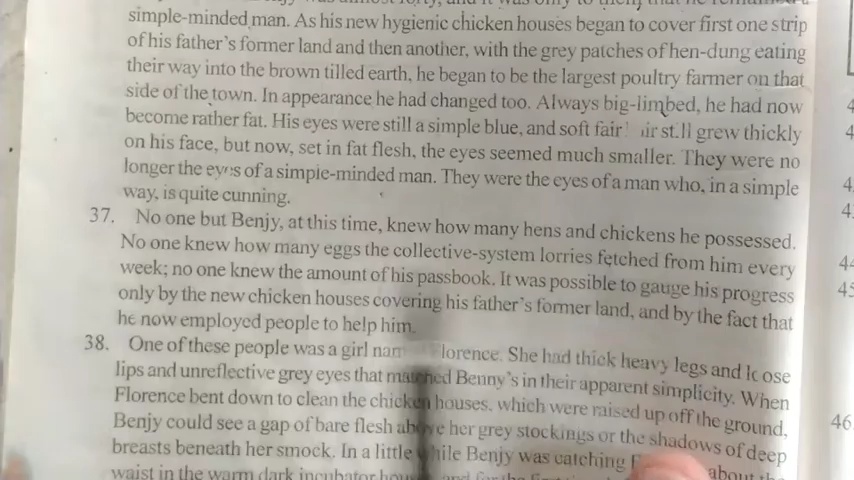 simple-minded man. As his new hygienic chicken houses began to cover first one strip
of his father's former land and then another, with the grey patches of hen-dung eating
their way into the brown tilled earth, he began to be the largest poultry farmer on that
side of the town. In appearance he had changed too. Always big-limbed, he had now
become rather fat. His eyes were still a simple blue, and soft fair still grew thickly
on his face, but now, set in fat flesh, the eyes seemed much smaller. They were no
longer the eyes of a simple-minded man. They were the eyes of a man who, in a simple
way, is quite cunning.
37. No one but Benjy, at this time, knew how many hens and chickens he possessed.
No one knew how many eggs the collective-system lorries fetched from him every
week; no one knew the amount of his passbook. It was possible to gauge his progress
only by the new chicken houses covering his father's former land, and by the fact that
he now employed people to help him.
38. One of these people was a girl lorence. She had thick heavy legs and
lips and unreflective grey eyes that matched Benny's in their apparent simplicity. When
Florence bent down to clean the chicken houses, which were raised up off the ground,
Benjy could see a gap of bare flesh above her grey stockings or the shadows of deep
breasts beneath her smock. In a little while Benjy was catching about
waist in the warm dark incubator
4
4
4
4
44
45
46